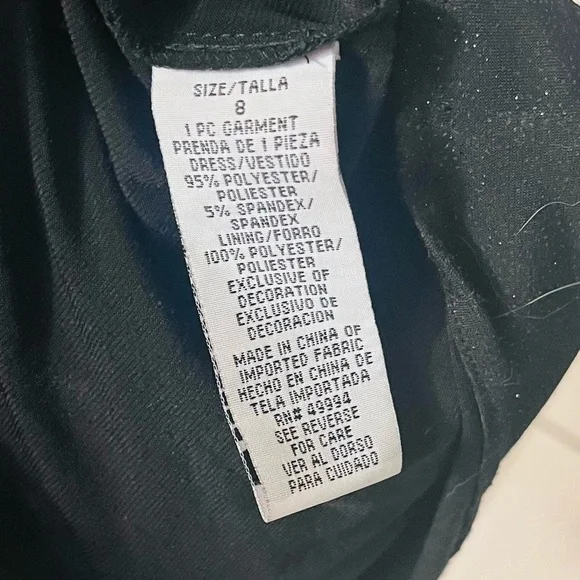 SIZE/TALLA
8
1 PC GARMENT
PRENDA DE 1 PIEZA
DRESS/VESTIDO
95% POLYESTER/
POLIESTER
5% SPANDEX/
SPANDEX
LINING/FORRO
100% POLYESTER/
POLIESTER
EXCLUSIVE OF
DECORATION
EXCLUSIVO DE
DECORACION
MADE IN CHINA OF
IMPORTED FABRIC
HECHO EN CHINA DE
TELA IMPORTADA
RN# 49994
SEE REVERSE
FOR CARE
VER AL DORSO
PARA CUIDADO